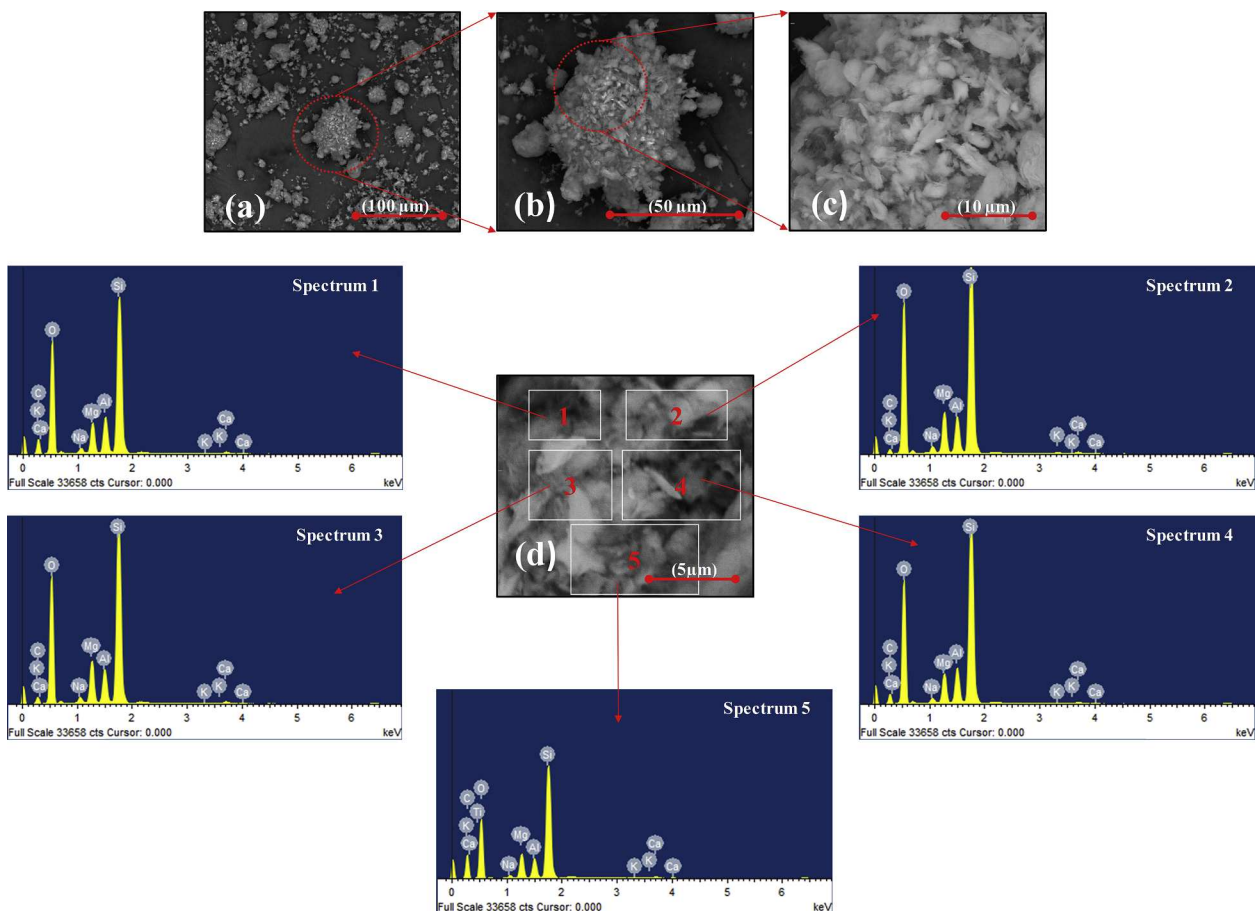 (a)
(100 µm)
(b)
(50 µm)
(c)
(10 µm)
Spectrum 1
Si
O
C
K
Ca
Na
Mg
Al
K
K
Ca
Ca
0 1 2 3 4 5 6
Full Scale 33658 cts Cursor: 0.000 keV
Spectrum 2
Si
O
C
K
Ca
Na
Mg
Al
K
K
Ca
Ca
0 1 2 3 4 5 6
Full Scale 33658 cts Cursor: 0.000 keV
1
2
3
4
5
(d)
(5µm)
Spectrum 3
Si
O
C
K
Ca
Na
Mg
Al
K
K
Ca
Ca
0 1 2 3 4 5 6
Full Scale 33658 cts Cursor: 0.000 keV
Spectrum 4
Si
O
C
K
Ca
Na
Mg
Al
K
K
Ca
Ca
0 1 2 3 4 5 6
Full Scale 33658 cts Cursor: 0.000 keV
Spectrum 5
Si
O
C
Ti
K
Ca
Na
Mg
Al
K
K
Ca
Ca
0 1 2 3 4 5 6
Full Scale 33658 cts Cursor: 0.000 keV